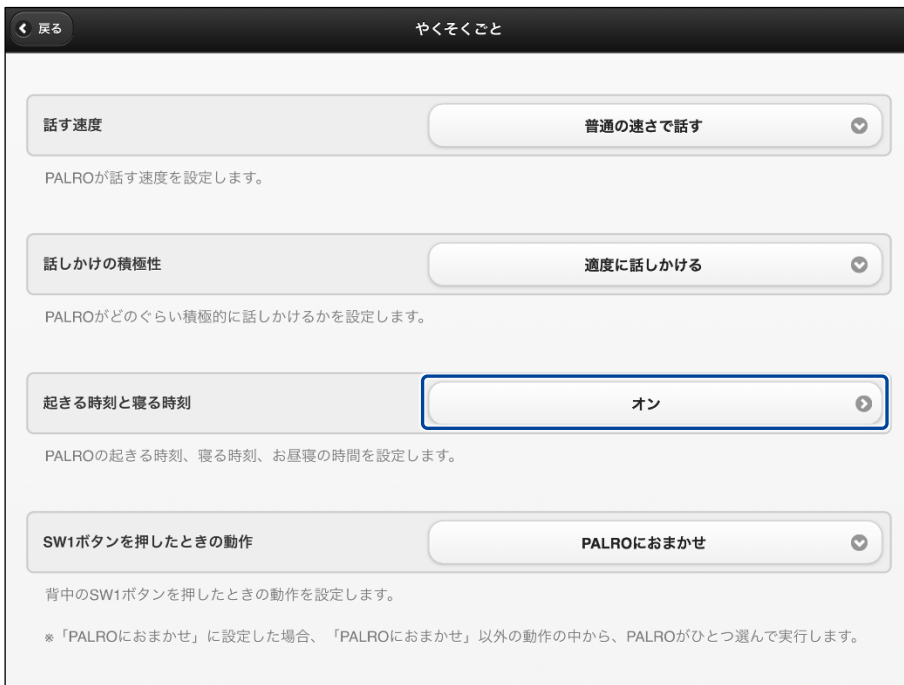 戻る
やくそくごと
話す速度
普通の速さで話す
PALROが話す速度を設定します。
話しかけの積極性
適度に話しかける
PALROがどのぐらい積極的に話しかけるかを設定します。
起きる時刻と寝る時刻
オン
PALROの起きる時刻、寝る時刻、お昼寝の時間を設定します。
SW1ボタンを押したときの動作
PALROにおまかせ
背中のSW1ボタンを押したときの動作を設定します。
※「PALROにおまかせ」に設定した場合、「PALROにおまかせ」以外の動作の中から、PALROがひとつ選んで実行します。